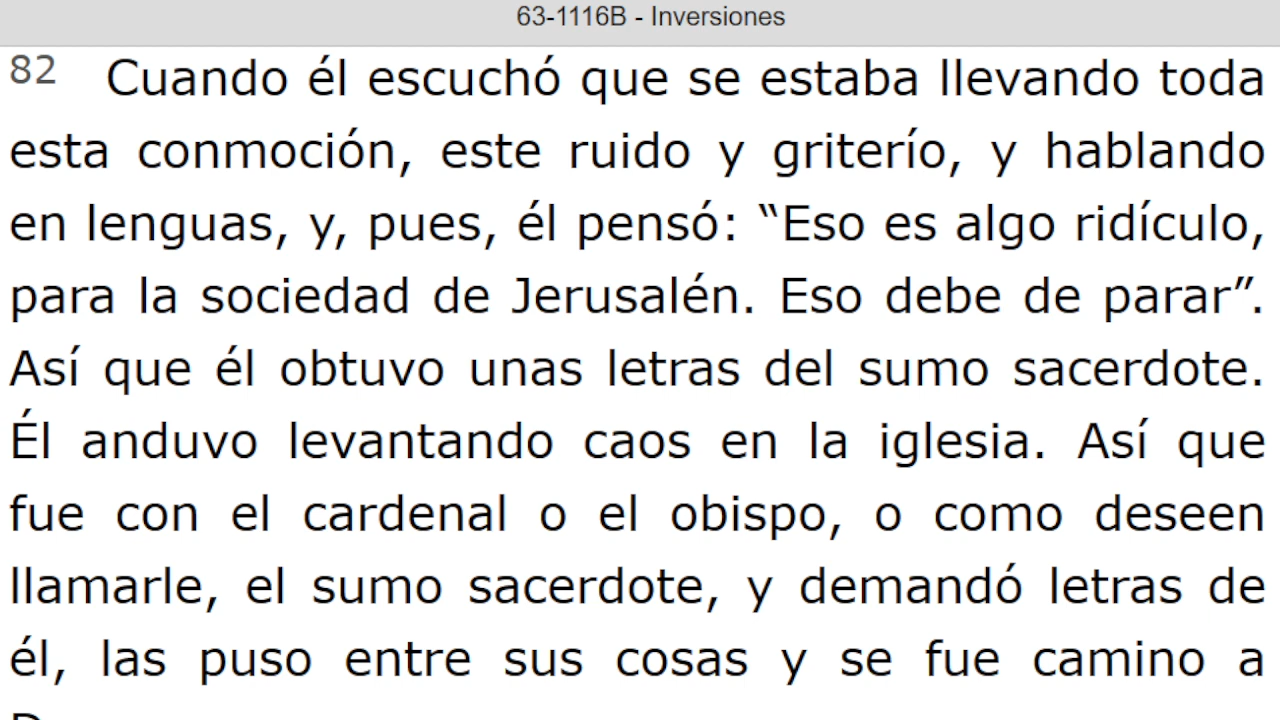 63-1116B - Inversiones
82 Cuando él escuchó que se estaba llevando toda
esta conmoción, este ruido y griterío, y hablando
en lenguas, y, pues, él pensó: “Eso es algo ridículo,
para la sociedad de Jerusalén. Eso debe de parar”.
Así que él obtuvo unas letras del sumo sacerdote.
Él anduvo levantando caos en la iglesia. Así que
fue con el cardenal o el obispo, o como deseen
llamarle, el sumo sacerdote, y demandó letras de
él, las puso entre sus cosas y se fue camino a